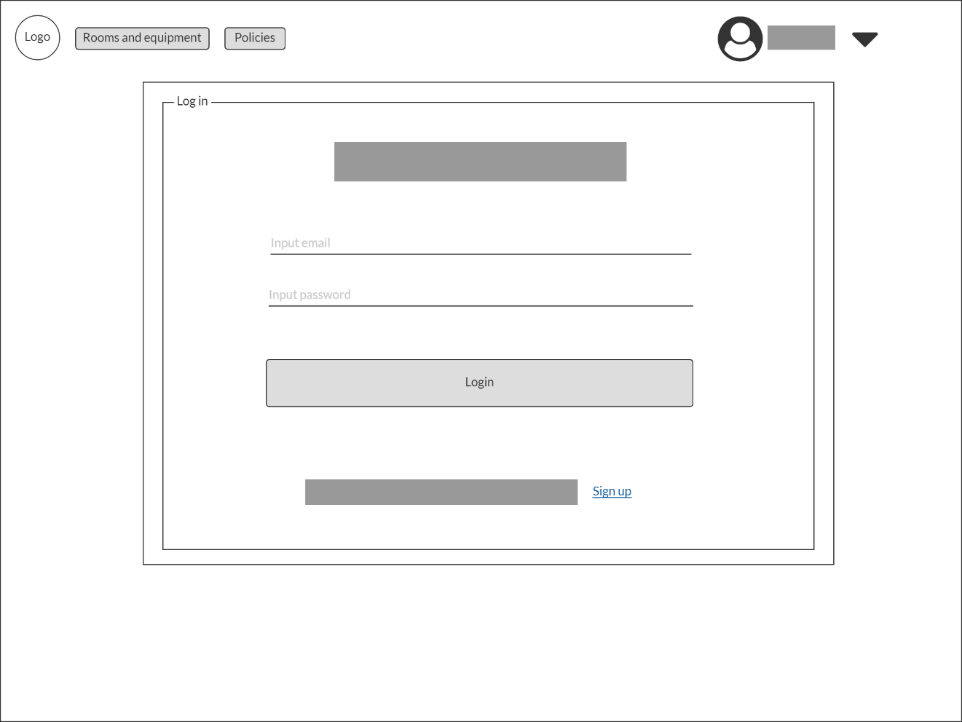 Logo
Rooms and equipment
Policies
Log in
Input email
Input password
Login
Sign up